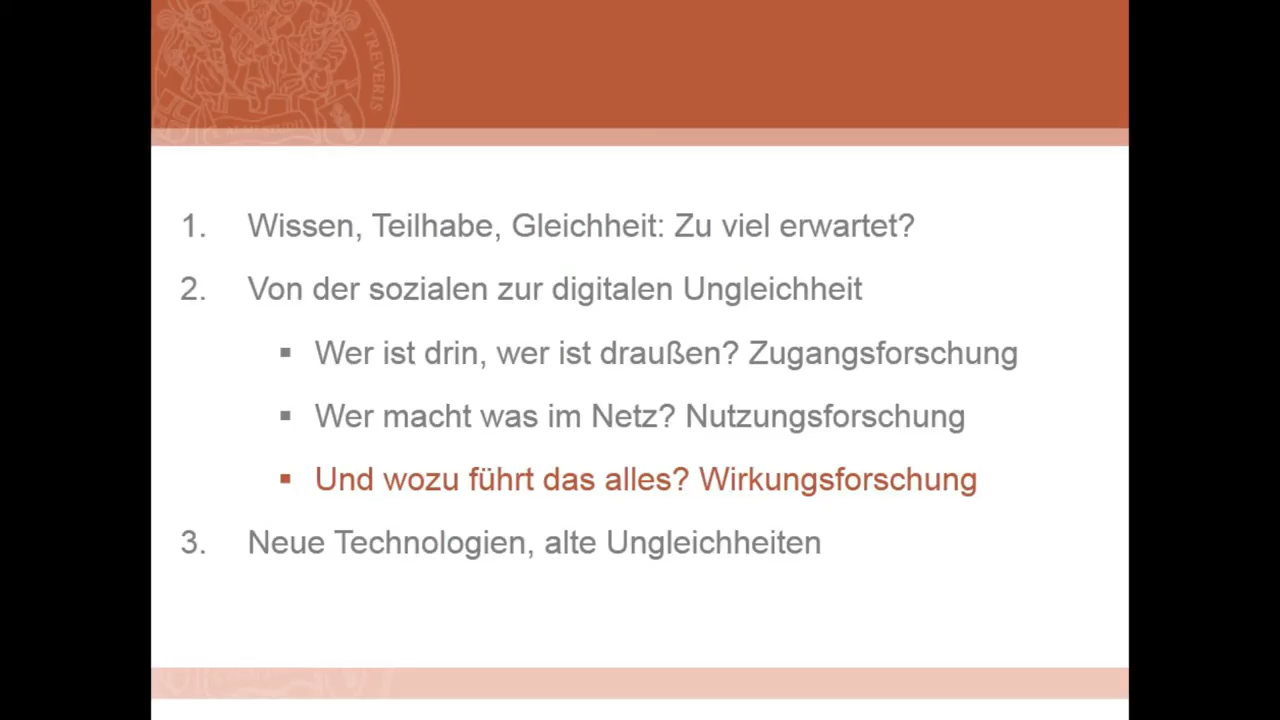 TREVERIS
1. Wissen, Teilhabe, Gleichheit: Zu viel erwartet?
2. Von der sozialen zur digitalen Ungleichheit
▪ Wer ist drin, wer ist draußen? Zugangsforschung
▪ Wer macht was im Netz? Nutzungsforschung
▪ Und wozu führt das alles? Wirkungsforschung
3. Neue Technologien, alte Ungleichheiten